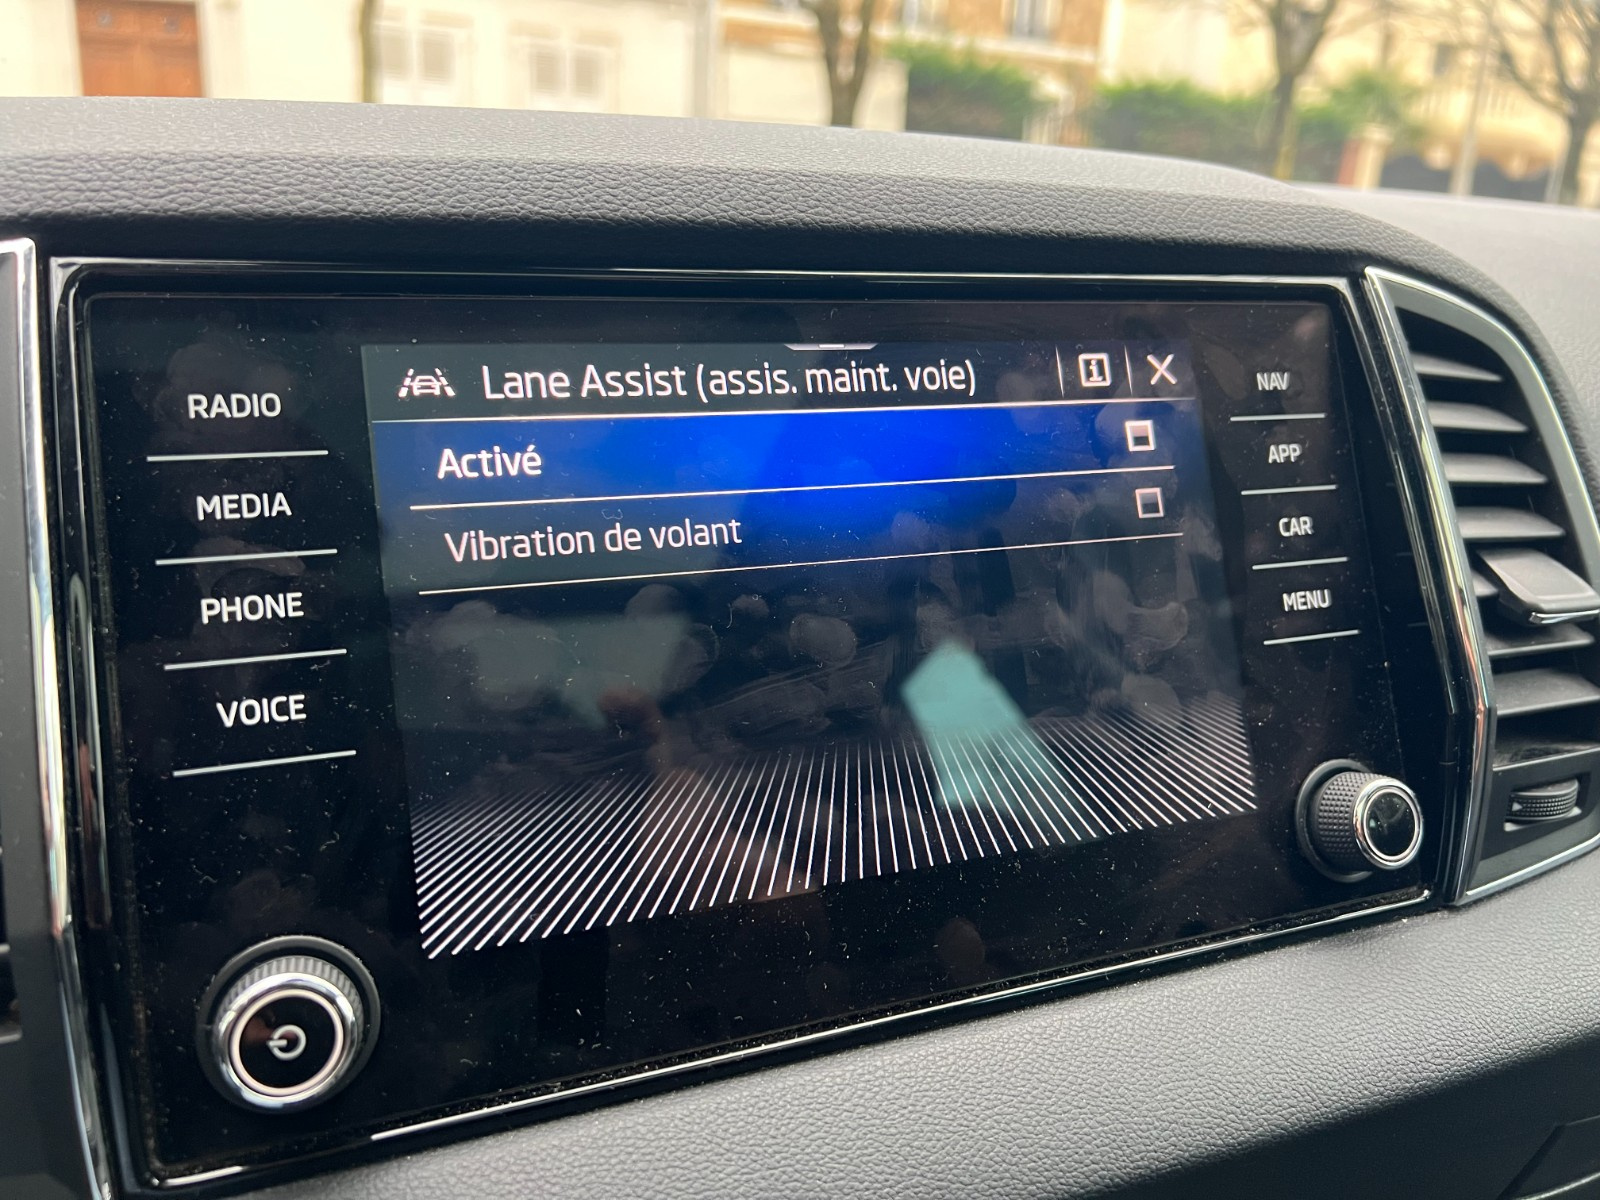 Lane Assist (assis. maint. voie)
Activé
Vibration de volant
RADIO
MEDIA
PHONE
VOICE
NAV
APP
CAR
MENU